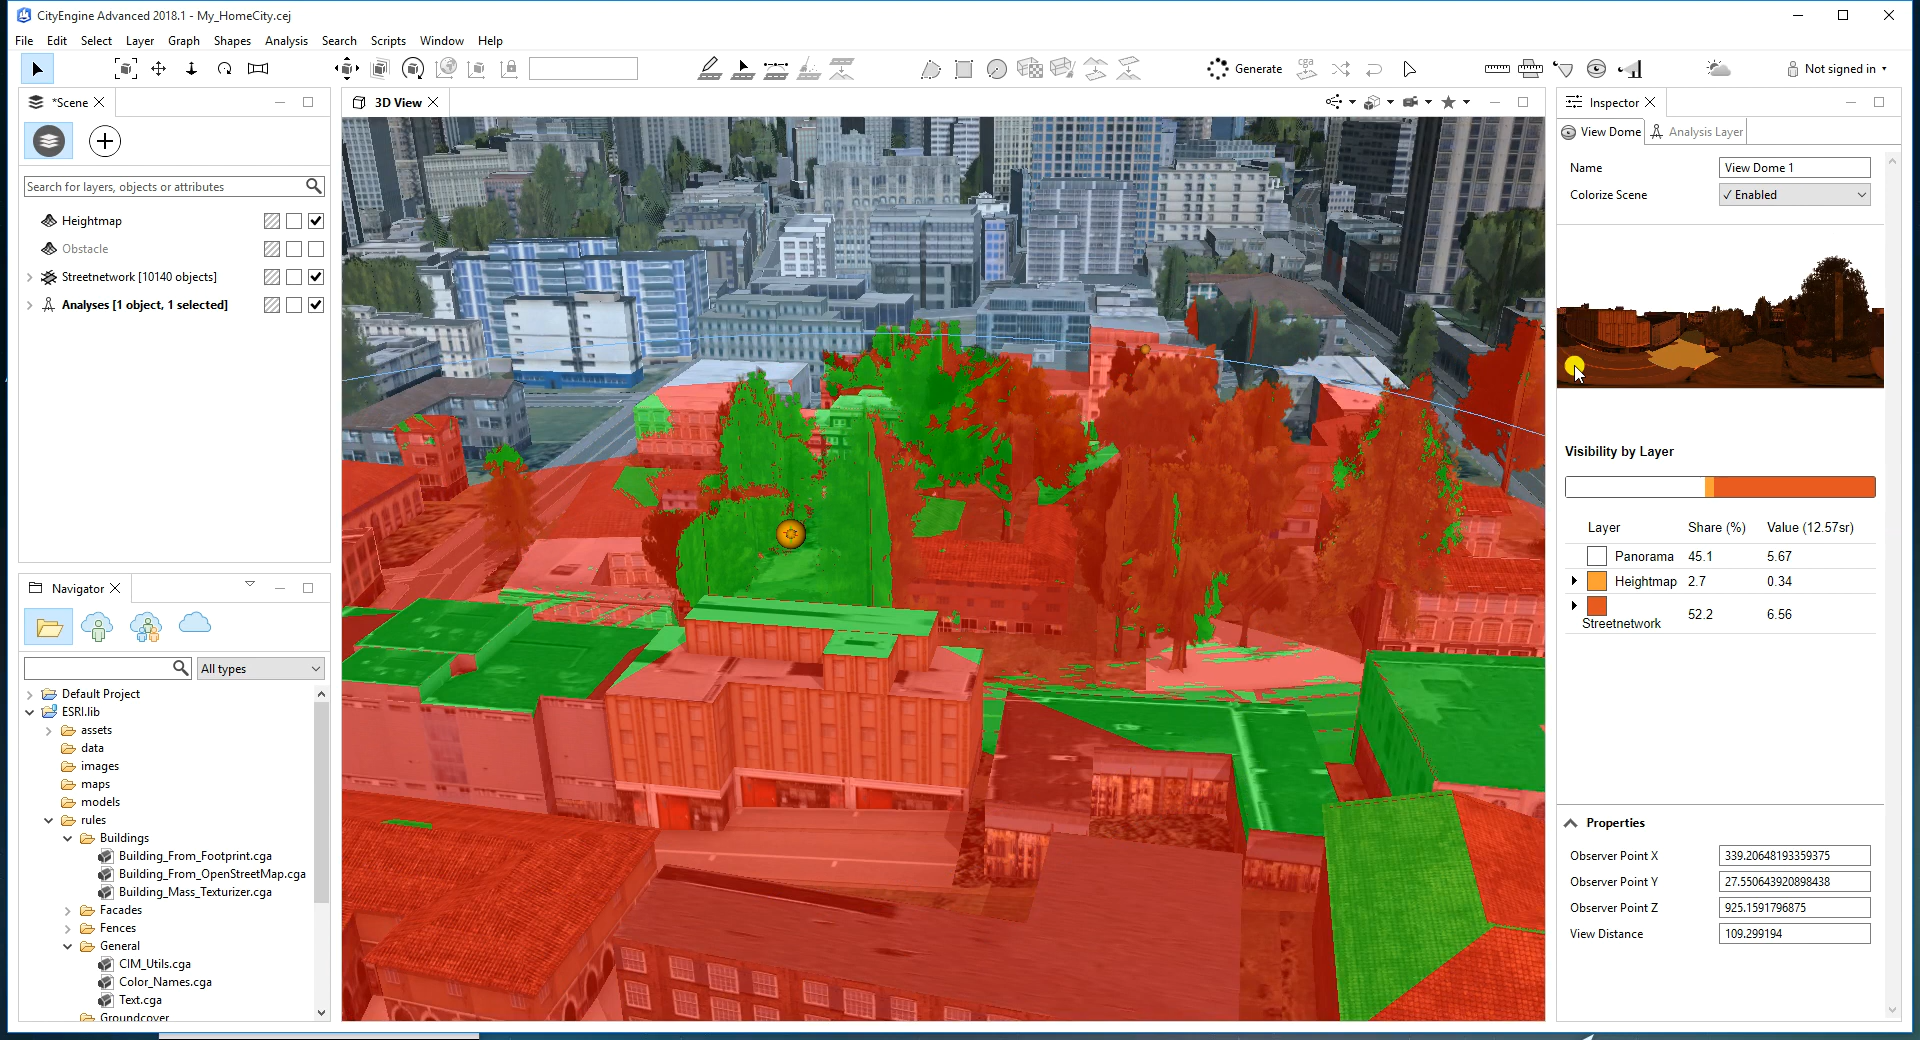 CityEngine Advanced 2018.1 - My_HomeCity.cej
File Edit Select Layer Graph Shapes Analysis Search Scripts Window Help
Generate
cga
Not signed in
*Scene
Search for layers, objects or attributes
Heightmap
Obstacle
Streetnetwork [10140 objects]
Analyses [1 object, 1 selected]
Navigator
All types
Default Project
ESRI.lib
assets
data
images
maps
models
rules
Buildings
Building_From_Footprint.cga
Building_From_OpenStreetMap.cga
Building_Mass_Texturizer.cga
Facades
Fences
General
CIM_Utils.cga
Color_Names.cga
Text.cga
Groundcover
3D View
Inspector
View Dome Analysis Layer
Name View Dome 1
Colorize Scene ✓ Enabled
Visibility by Layer
Layer Share (%) Value (12.57sr)
Panorama 45.1 5.67
Heightmap 2.7 0.34
Streetnetwork 52.2 6.56
Properties
Observer Point X 339.20648193359375
Observer Point Y 27.550643920898438
Observer Point Z 925.1591796875
View Distance 109.299194